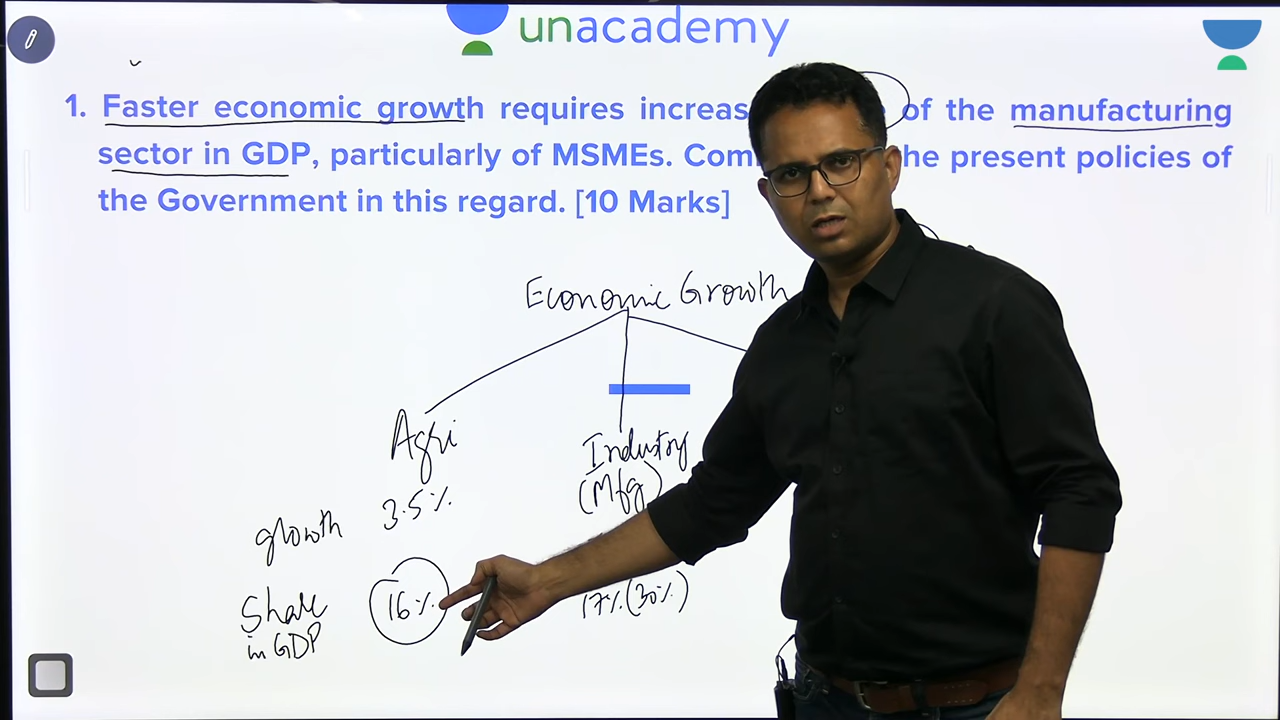 unacademy
1. Faster economic growth requires increas of the manufacturing
sector in GDP, particularly of MSMEs. Com the present policies of
the Government in this regard. [10 Marks]
Economic Growth
Agri Industry
(Mfg)
growth 3.5%
Share 16% 17% (30%)
in GDP